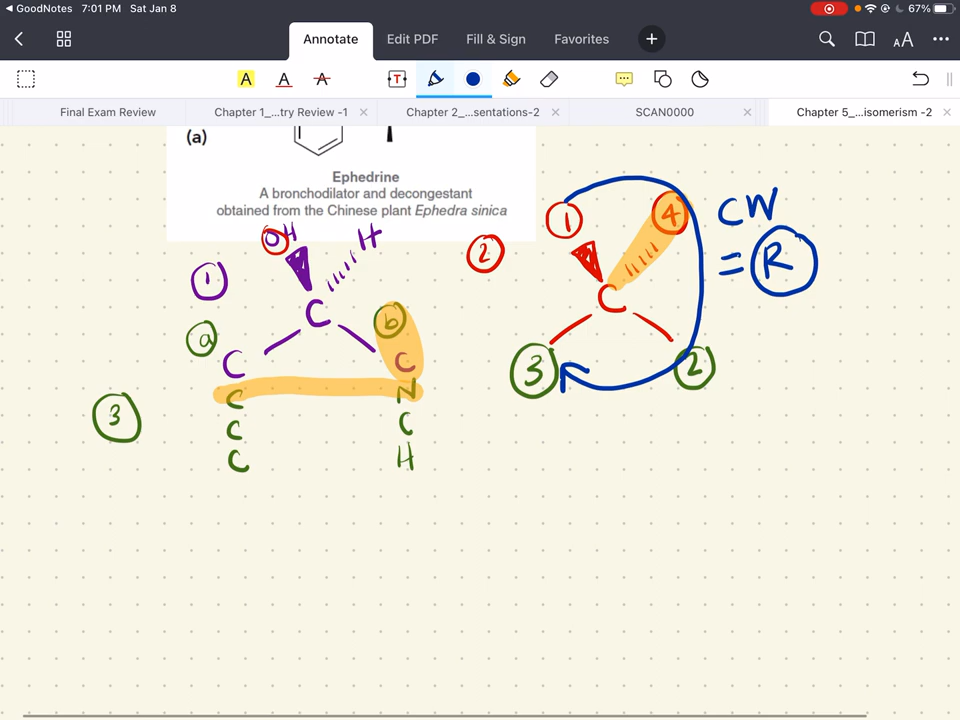 GoodNotes 7:01 PM Sat Jan 8 67%
Annotate Edit PDF Fill & Sign Favorites
A A A T AA
Final Exam Review Chapter 1_...try Review -1 Chapter 2_...sentations-2 SCAN0000 Chapter 5_...isomerism -2
(a)
Ephedrine
A bronchodilator and decongestant
obtained from the Chinese plant Ephedra sinica
1 OH H
C
a b
C C
C N
C C
C H
3
2
1 4
C
3 2
CW
= R